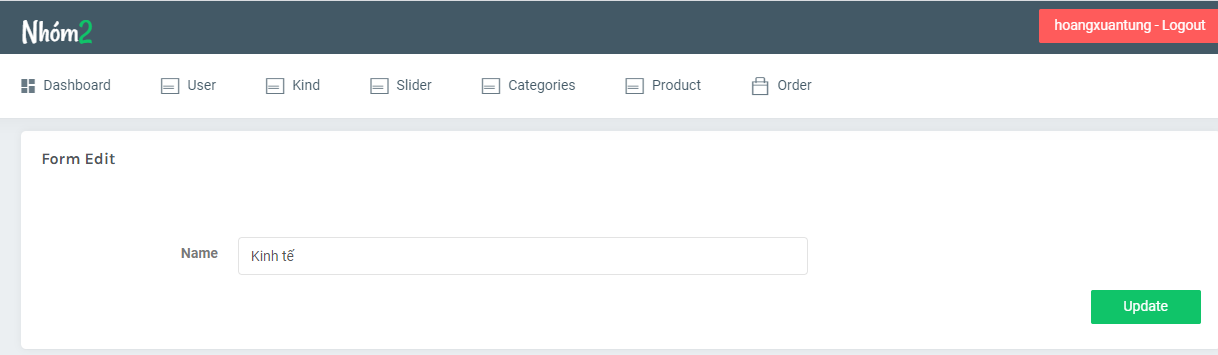 Nhóm2
hoangxuantung - Logout
Dashboard User Kind Slider Categories Product Order
Form Edit
Name Kinh tế
Update